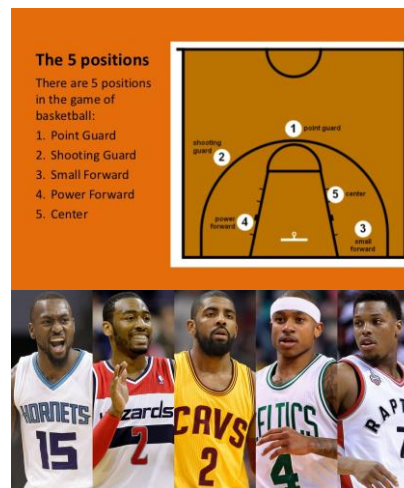 The 5 positions
There are 5 positions
in the game of
basketball:
1. Point Guard
2. Shooting Guard
3. Small Forward
4. Power Forward
5. Center
1 point guard
shooting
guard
2
5 center
power
forward
4
3
small
forward
HORNETS
15
zards
2
CAVS
2
ELTICS
4
RAPT
7